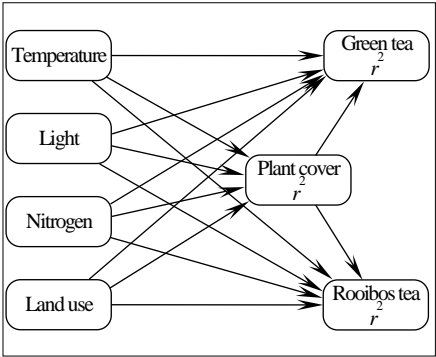 Temperature
Green tea
r²
Light
Plant cover
r²
Nitrogen
Land use
Rooibos tea
r²